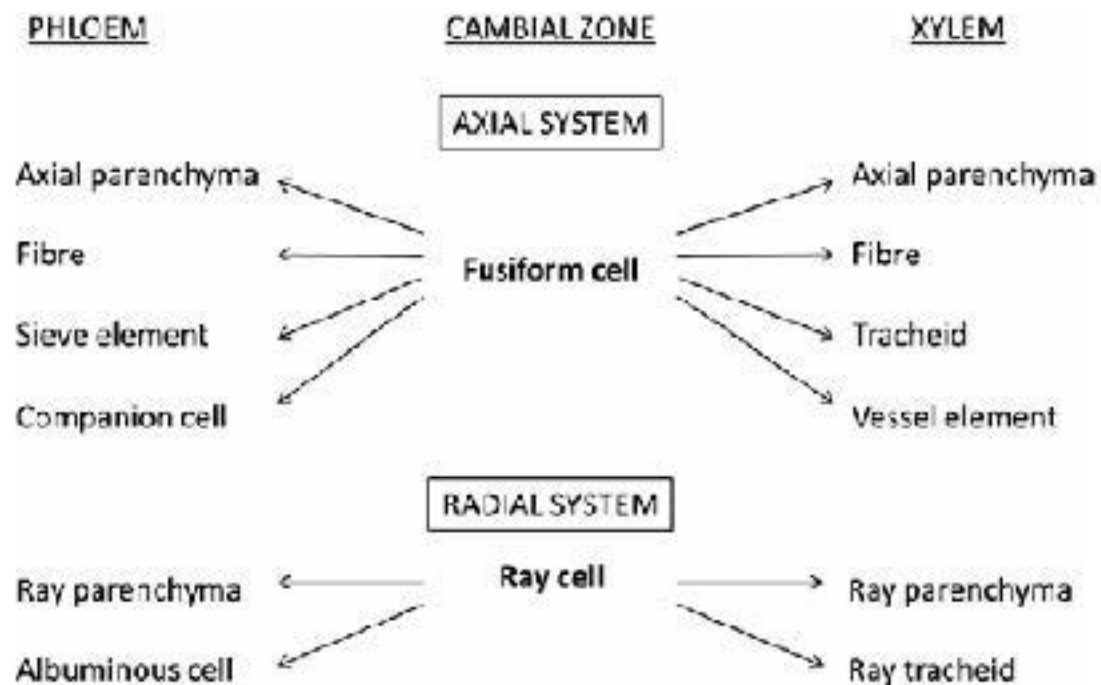 PHLOEM CAMBIAL ZONE XYLEM
AXIAL SYSTEM
Axial parenchyma Axial parenchyma
Fibre Fusiform cell Fibre
Sieve element Tracheid
Companion cell Vessel element
RADIAL SYSTEM
Ray parenchyma Ray cell Ray parenchyma
Albuminous cell Ray tracheid